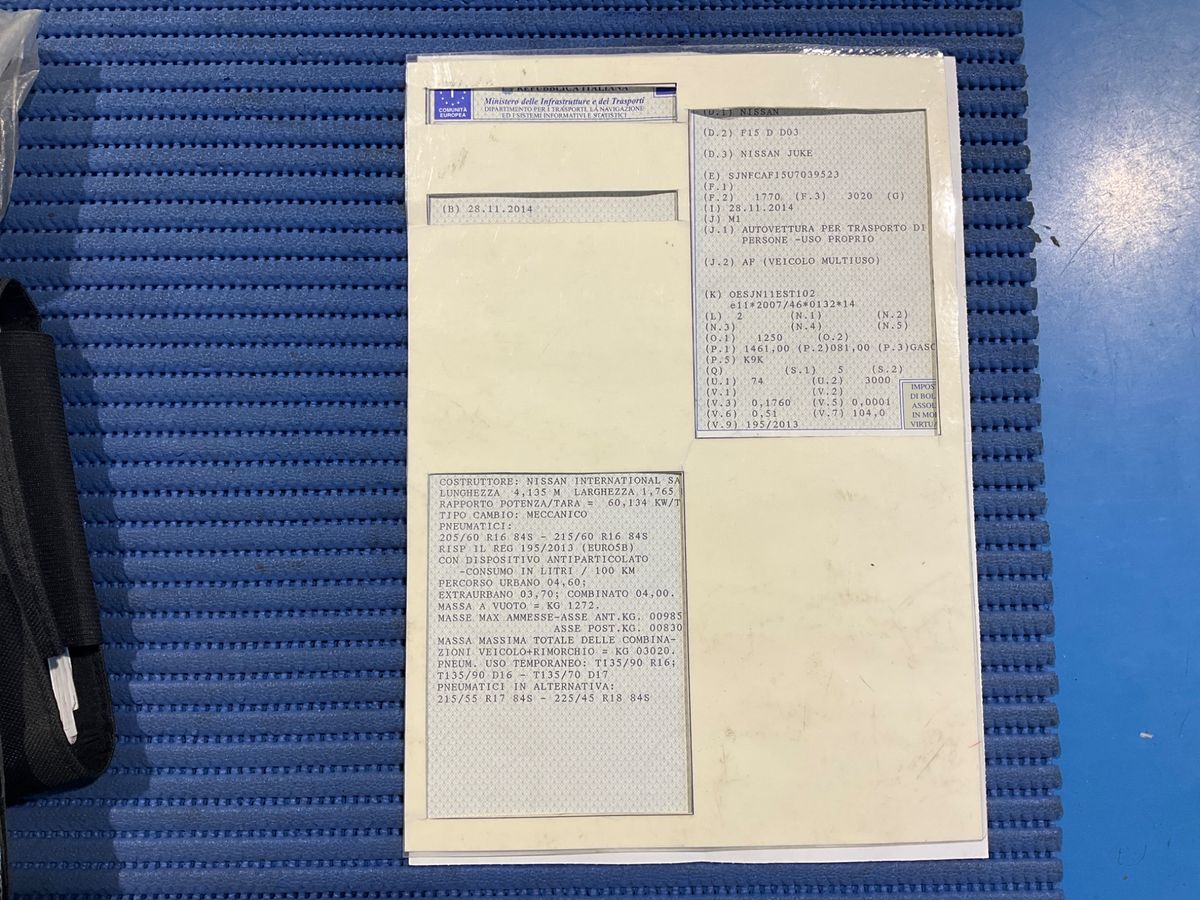 REPUBBLICA ITALIANA
COMUNITÀ
EUROPEA
Ministero delle Infrastrutture e dei Trasporti
DIPARTIMENTO PER I TRASPORTI, LA NAVIGAZIONE
ED I SISTEMI INFORMATIVI E STATISTICI
(B) 28.11.2014
(D.1) NISSAN
(D.2) F15 D D03
(D.3) NISSAN JUKE
(E) SJNFCAF15U7039523
(F.1)
(F.2) 1770 (F.3) 3020 (G)
(I) 28.11.2014
(J) M1
(J.1) AUTOVETTURA PER TRASPORTO DI
PERSONE -USO PROPRIO
(J.2) AF (VEICOLO MULTIUSO)
(K) OESJN11EST102
e11*2007/46*0132*14
(L) 2 (N.1) (N.2)
(N.3) (N.4) (N.5)
(O.1) 1250 (O.2)
(P.1) 1461,00 (P.2)081,00 (P.3)GASO
(P.5) K9K
(Q) (S.1) 5 (S.2)
(U.1) 74 (U.2) 3000
(V.1) (V.2)
(V.3) 0,1760 (V.5) 0,0001
(V.6) 0,51 (V.7) 104,0
(V.9) 195/2013
IMPOS
DI BOL
ASSOL
IN MO
VIRTU
COSTRUTTORE: NISSAN INTERNATIONAL SA
LUNGHEZZA 4,135 M LARGHEZZA 1,765
RAPPORTO POTENZA/TARA = 60,134 KW/T
TIPO CAMBIO: MECCANICO
PNEUMATICI:
205/60 R16 84S - 215/60 R16 84S
RISP IL REG 195/2013 (EURO5B)
CON DISPOSITIVO ANTIPARTICOLATO
-CONSUMO IN LITRI / 100 KM
PERCORSO URBANO 04,60;
EXTRAURBANO 03,70; COMBINATO 04,00.
MASSA A VUOTO = KG 1272.
MASSE MAX AMMESSE-ASSE ANT.KG. 00985
ASSE POST.KG. 00830
MASSA MASSIMA TOTALE DELLE COMBINA-
ZIONI VEICOLO+RIMORCHIO = KG 03020.
PNEUM. USO TEMPORANEO: T135/90 R16;
T135/90 D16 - T135/70 D17
PNEUMATICI IN ALTERNATIVA:
215/55 R17 84S - 225/45 R18 84S